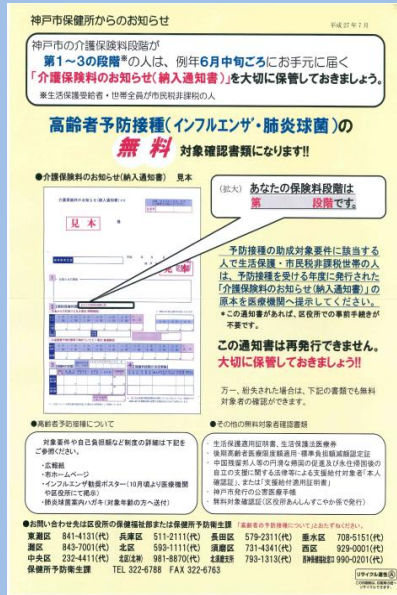 神戸市保健所からのお知らせ
平成27年7月
神戸市の介護保険料段階が
第1～3の段階※の人は、例年6月中旬ごろにお手元に届く
「介護保険料のお知らせ(納入通知書)」を大切に保管しておきましょう。
※生活保護受給者・世帯全員が市民税非課税の人
高齢者予防接種(インフルエンザ・肺炎球菌)の
無料 対象確認書類になります!!
●介護保険料のお知らせ(納入通知書) 見本
(拡大) あなたの保険料段階は
第 段階です。
見本
予防接種の助成対象要件に該当する
人で生活保護・市民税非課税世帯の人
は、予防接種を受ける年度に発行された
「介護保険料のお知らせ(納入通知書)」の
原本を医療機関へ提示してください。
*この通知書があれば、区役所での事前手続きが
不要です。
この通知書は再発行できません。
大切に保管しておきましょう!!
万一、紛失された場合は、下記の書類でも無料
対象者の確認ができます。
●高齢者予防接種について
対象要件や自己負担額など制度の詳細は下記を
ご参照ください。
・広報紙
・市ホームページ
・インフルエンザ勧奨ポスター(10月頃より医療機関
や区役所にて掲示)
・肺炎球菌案内ハガキ(対象年齢の方へ送付)
●その他の無料対象者確認書類
・生活保護適用証明書、生活保護法医療券
・後期高齢者医療限度額適用・標準負担額減額認定証
・中国残留邦人等の円滑な帰国の促進及び永住帰国後の
自立の支援に関する法律等による支援給付対象者「本人
確認証」、または「支援給付適用証明書」
・神戸市発行の公害医療手帳
・無料対象確認証(区役所あんしんすこやか係で発行)
●お問い合わせ先は区役所の保健福祉部または保健所予防衛生課 「高齢者の予防接種について」とおたずねください。
東灘区 841-4131(代) 兵庫区 511-2111(代) 長田区 579-2311(代) 垂水区 708-5151(代)
灘区 843-7001(代) 北区 593-1111(代) 須磨区 731-4341(代) 西区 929-0001(代)
中央区 232-4411(代) 北区(北神) 981-8870(代) 北須磨支所 793-1313(代) 990-0201(代)
保健所予防衛生課 TEL 322-6788 FAX 322-6763
リサイクル適性Ⓐ